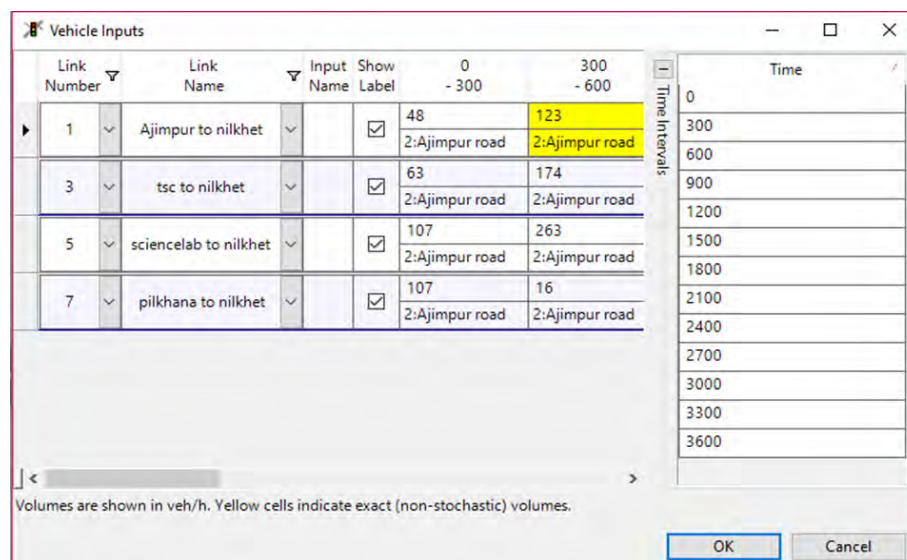 Vehicle Inputs
Link Number Link Name Input Name Show Label 0 - 300 300 - 600 Time
1 Ajimpur to nilkhet 48 123
2:Ajimpur road 2:Ajimpur road
3 tsc to nilkhet 63 174
2:Ajimpur road 2:Ajimpur road
5 sciencelab to nilkhet 107 263
2:Ajimpur road 2:Ajimpur road
7 pilkhana to nilkhet 107 16
2:Ajimpur road 2:Ajimpur road
Time Intervals
0
300
600
900
1200
1500
1800
2100
2400
2700
3000
3300
3600
Volumes are shown in veh/h. Yellow cells indicate exact (non-stochastic) volumes.
OK Cancel